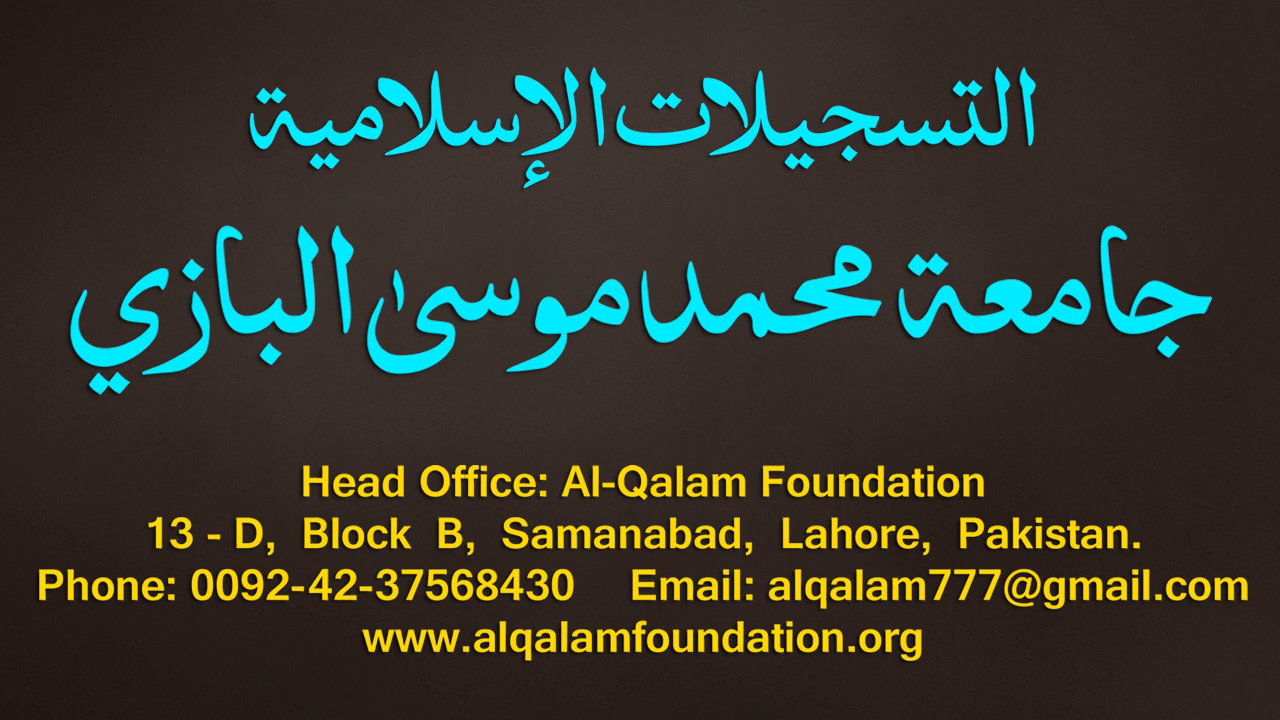 التسجيلات الإسلامية
جامعة محمد موسىٰ البازي
Head Office: Al-Qalam Foundation
13 - D, Block B, Samanabad, Lahore, Pakistan.
Phone: 0092-42-37568430 Email: alqalam777@gmail.com
www.alqalamfoundation.org